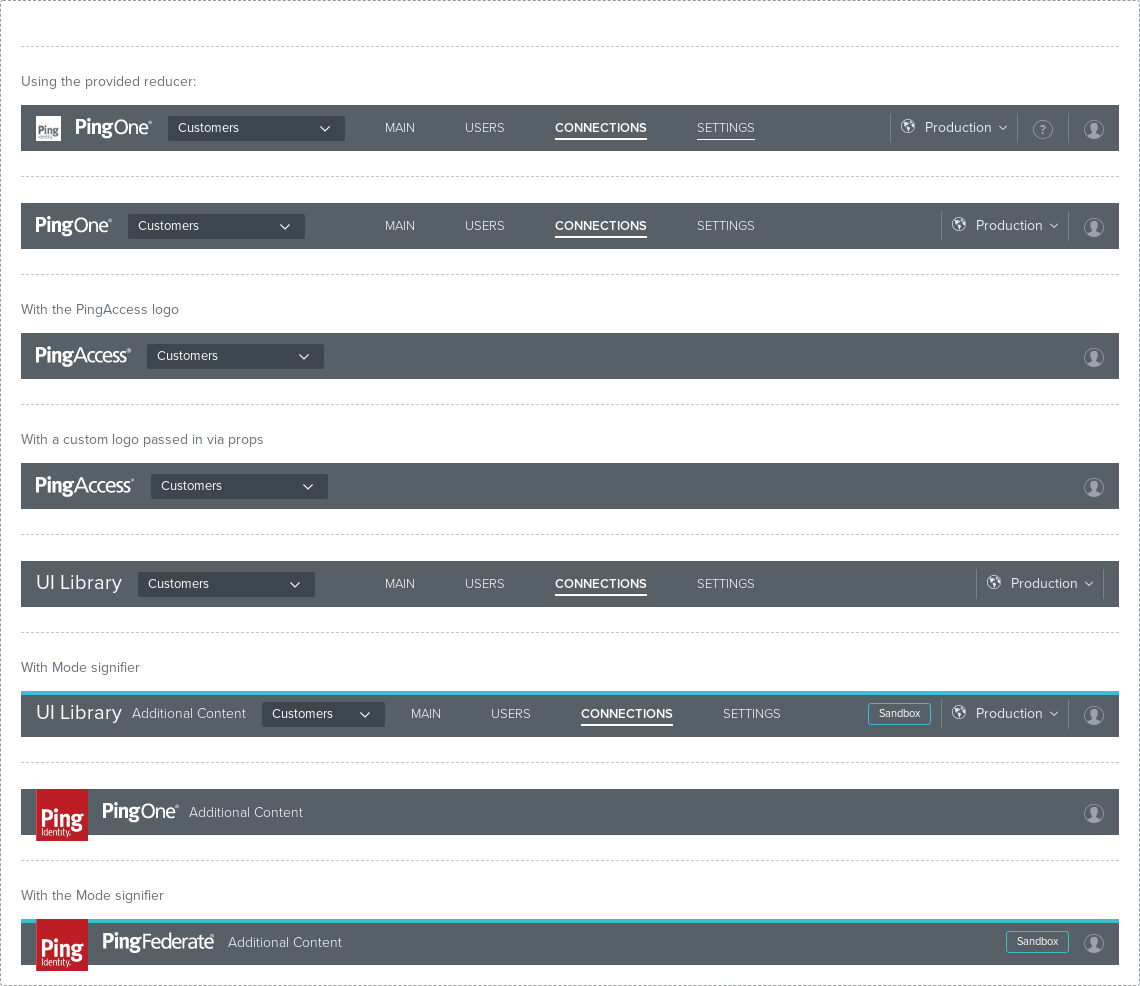 Using the provided reducer:
Ping Identity. PingOne® Customers MAIN USERS CONNECTIONS SETTINGS Production ?
PingOne® Customers MAIN USERS CONNECTIONS SETTINGS Production
With the PingAccess logo
PingAccess® Customers
With a custom logo passed in via props
PingAccess® Customers
UI Library Customers MAIN USERS CONNECTIONS SETTINGS Production
With Mode signifier
UI Library Additional Content Customers MAIN USERS CONNECTIONS SETTINGS Sandbox Production
Ping Identity. PingOne® Additional Content
With the Mode signifier
Ping Identity. PingFederate® Additional Content Sandbox